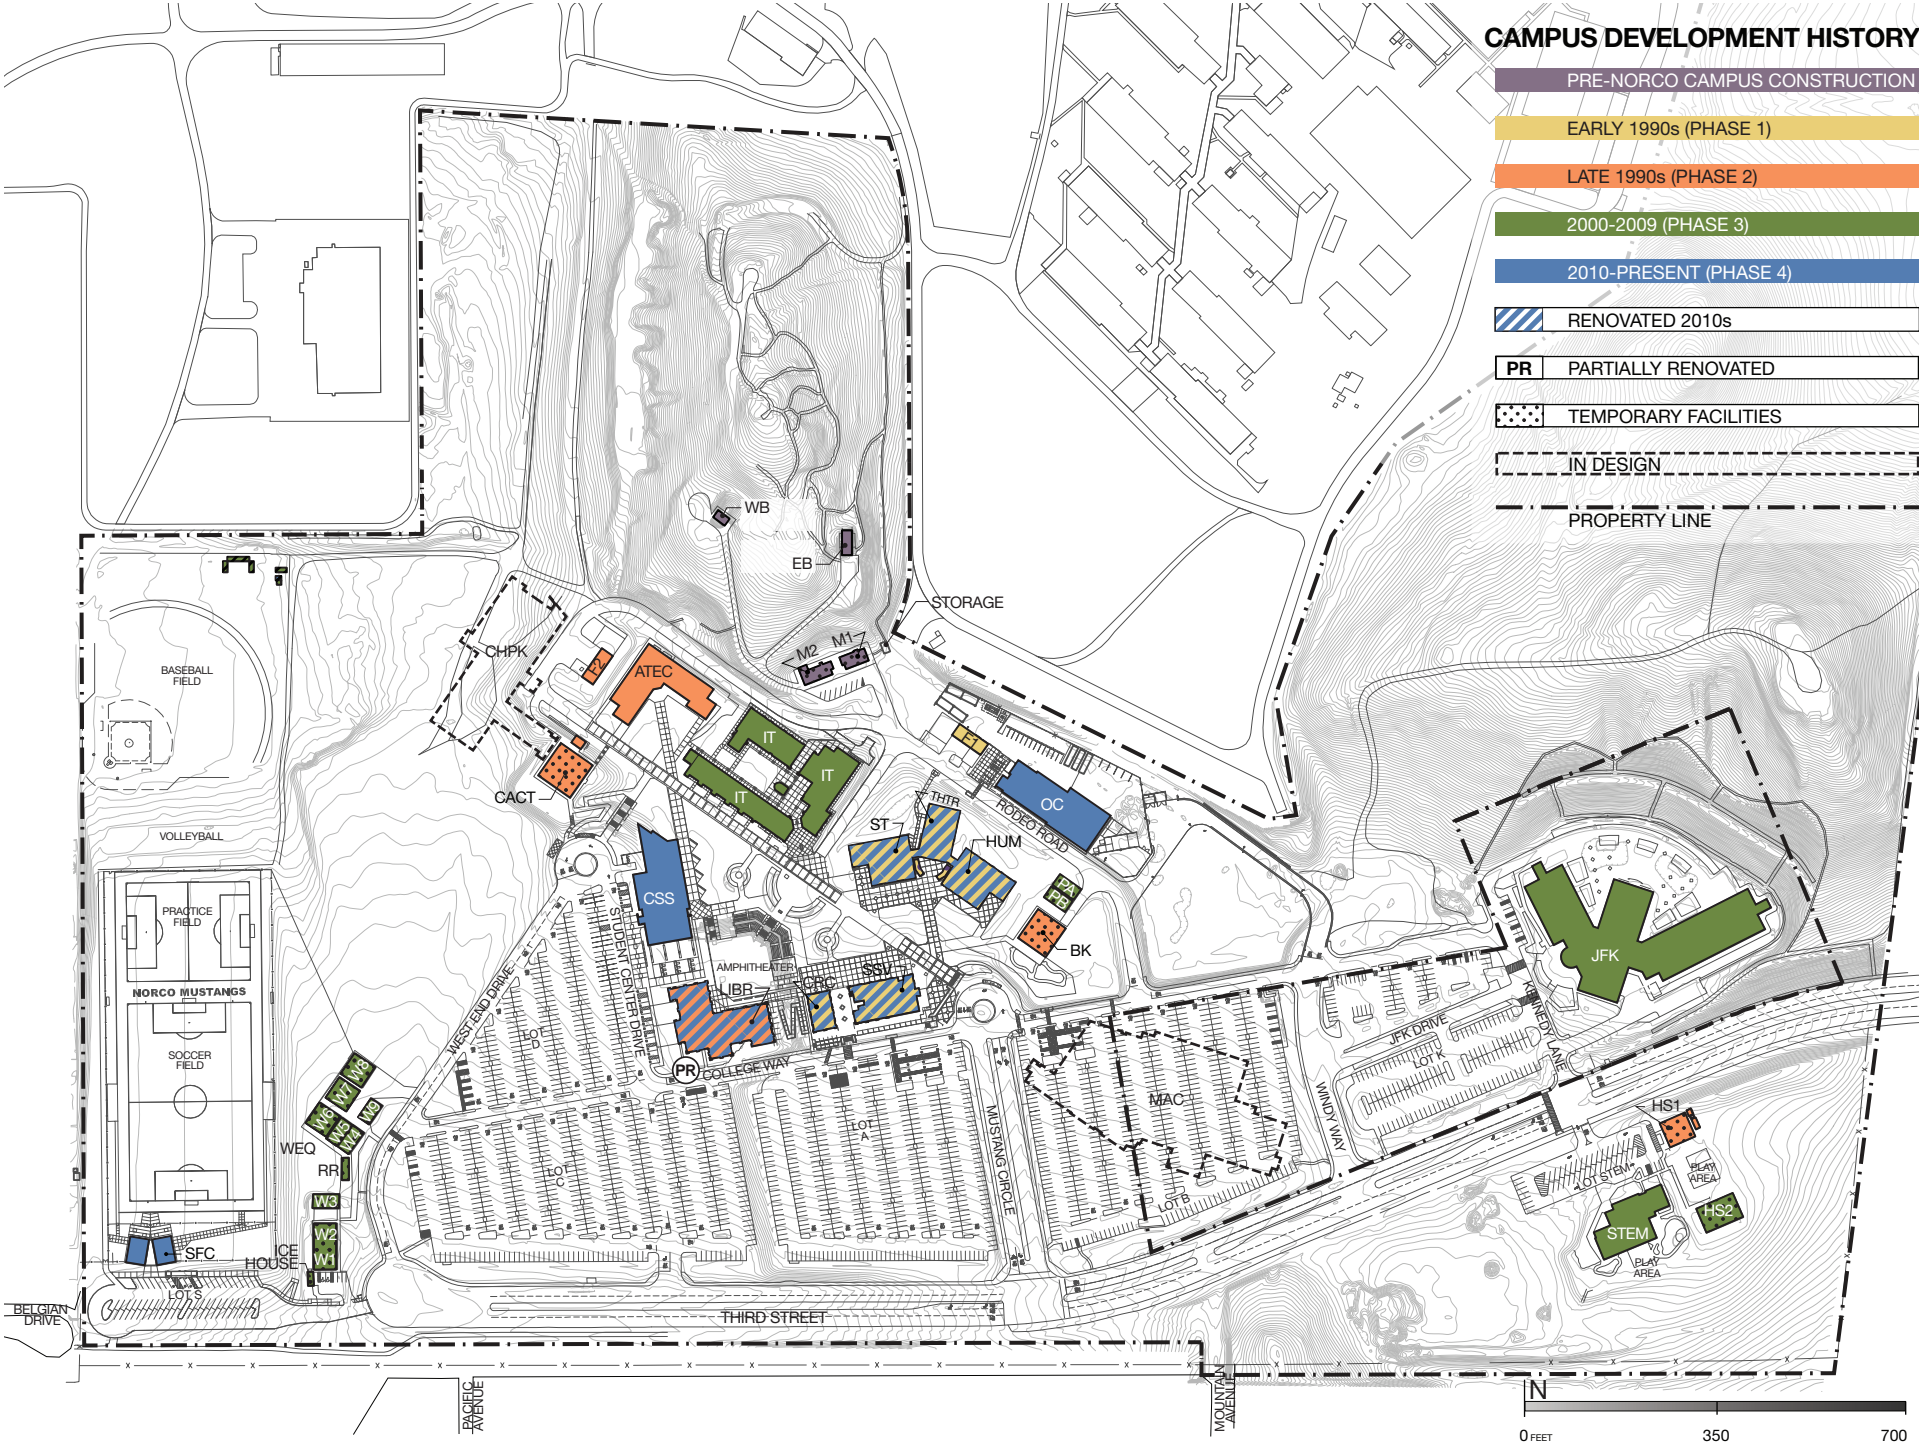 CAMPUS DEVELOPMENT HISTORY
PRE-NORCO CAMPUS CONSTRUCTION
EARLY 1990s (PHASE 1)
LATE 1990s (PHASE 2)
2000-2009 (PHASE 3)
2010-PRESENT (PHASE 4)
RENOVATED 2010s
PR PARTIALLY RENOVATED
TEMPORARY FACILITIES
IN DESIGN
PROPERTY LINE
WB
EB
STORAGE
M1
M2
CHPK
F2
ATEC
BASEBALL
FIELD
IT
IT
IT
F1
OC
RODEO ROAD
CACT
THTR
ST
HUM
VOLLEYBALL
PA
PB
CSS
BK
STUDENT CENTER DRIVE
PRACTICE
FIELD
JFK
AMPHITHEATER
SSV
CRC
LIBR
NORCO MUSTANGS
WEST END DRIVE
LOT
D
KENNEDY LANE
JFK DRIVE
LOT K
SOCCER
FIELD
PR
COLLEGE WAY
W8
W7
W6
W9
W5
W4
WEQ
RR
W3
W2
W1
MAC
WINDY WAY
MUSTANG CIRCLE
LOT
A
LOT
C
LOT B
HS1
LOT STEM
PLAY
AREA
HS2
STEM
PLAY
AREA
SFC
ICE
HOUSE
LOT S
BELGIAN
DRIVE
THIRD STREET
PACIFIC
AVENUE
MOUNTAIN
AVENUE
N
0 FEET
350
700